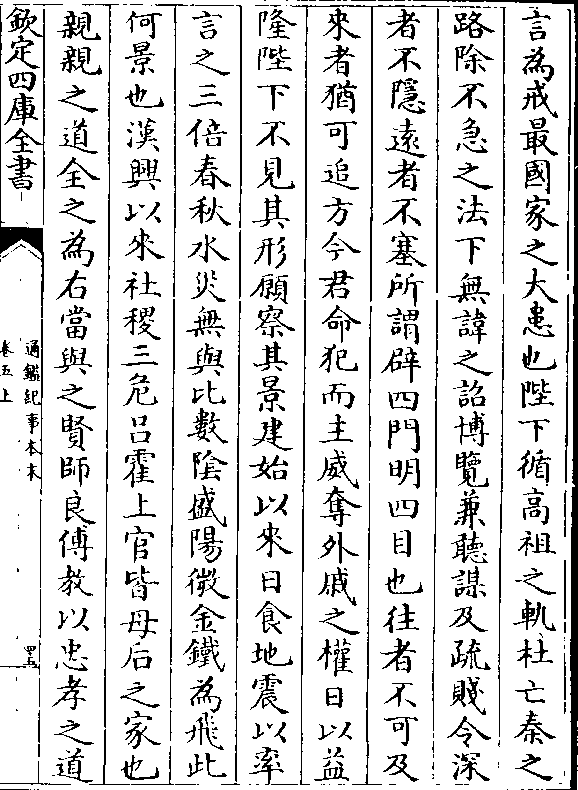 言為戒最國家之大患也陛下循高祖之軌杜亡秦之
路除不急之法下無諱之詔博覽兼聽謀及疏賤令深
者不隱遠者不塞所謂辟四門明四目也往者不可及
來者猶可追方今君命犯而主威奪外戚之權日以益
隆陛下不見其形願察其景建始以來日食地震以率
言之三倍春秋水災無與比數陰盛陽微金鐵為飛此
何景也漢興以來社稷三危呂霍上官皆母后之家也
親親之道全之為右當與之賢師良傅教以忠孝之道
欽定四庫全書
通鑑紀事本末
卷五上
四五